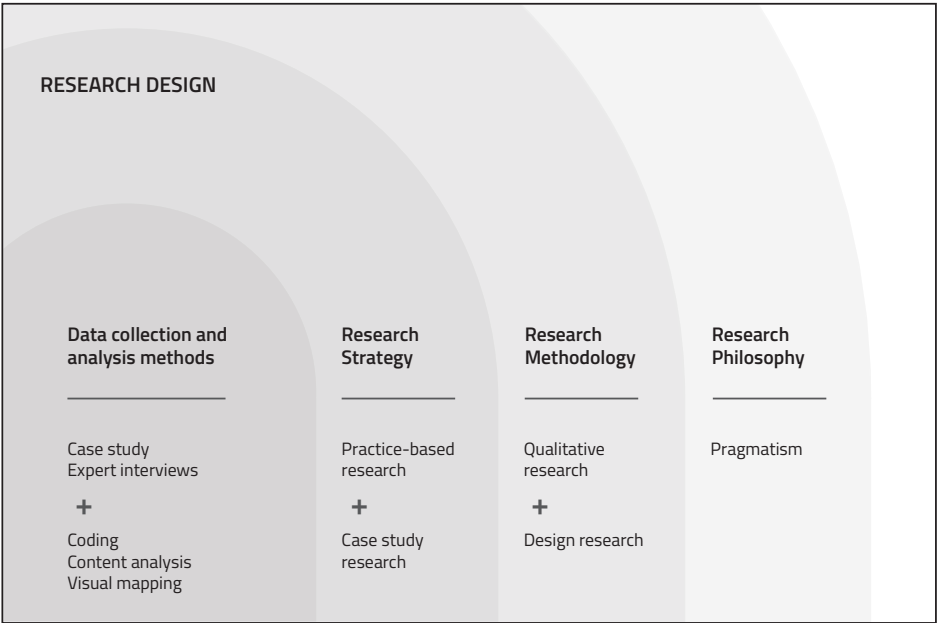 RESEARCH DESIGN
Data collection and
analysis methods
Case study
Expert interviews
+
Coding
Content analysis
Visual mapping
Research
Strategy
Practice-based
research
+
Case study
research
Research
Methodology
Qualitative
research
+
Design research
Research
Philosophy
Pragmatism